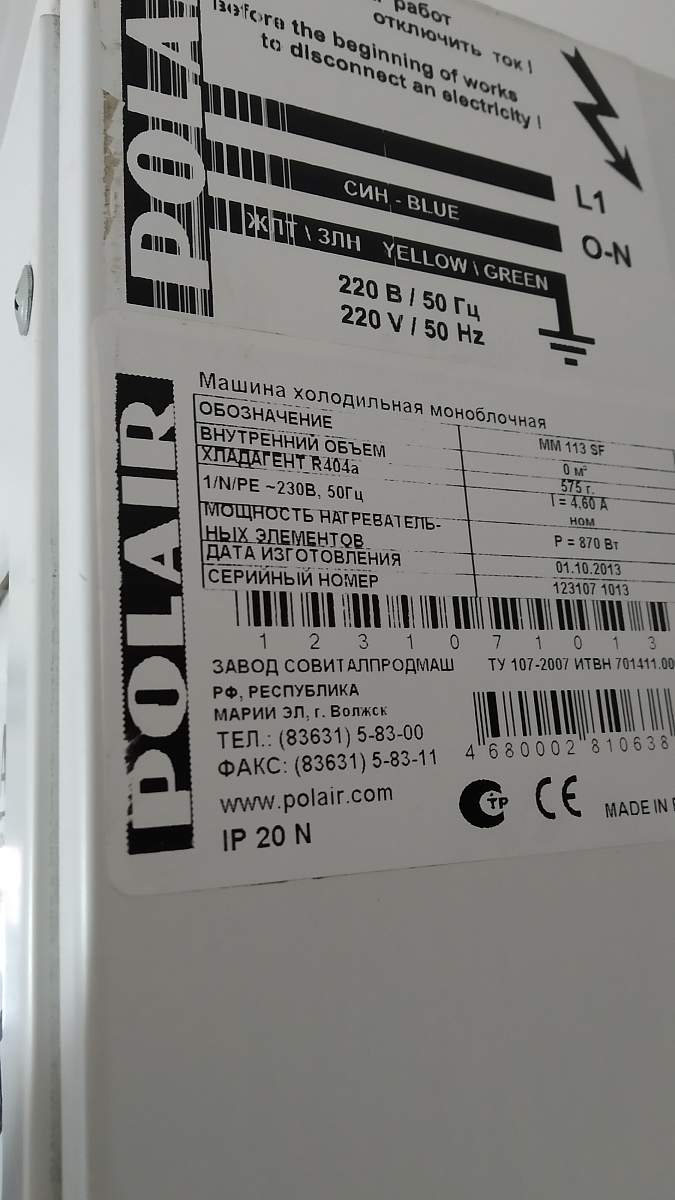 работ
отключить ток !
Before the beginning of works
to disconnect an electricity !
POLA
L1
СИН - BLUE
O-N
ЖЛТ \ ЗЛН YELLOW \ GREEN
220 В / 50 Гц
220 V / 50 Hz
POLAIR
Машина холодильная моноблочная
ОБОЗНАЧЕНИЕ MM 113 SF
ВНУТРЕННИЙ ОБЪЕМ 0 м³
ХЛАДАГЕНТ R404a 575 г.
1/N/PE ~230В, 50Гц I = 4,60 A
ном
МОЩНОСТЬ НАГРЕВАТЕЛЬ-
НЫХ ЭЛЕМЕНТОВ P = 870 Вт
ДАТА ИЗГОТОВЛЕНИЯ 01.10.2013
СЕРИЙНЫЙ НОМЕР 123107 1013
1 2 3 1 0 7 1 0 1 3
ЗАВОД СОВИТАЛПРОДМАШ ТУ 107-2007 ИТВН 701411.00
РФ, РЕСПУБЛИКА
МАРИИ ЭЛ, г. Волжск
ТЕЛ.: (83631) 5-83-00
ФАКС: (83631) 5-83-11
4 680002 810638
www.polair.com
IP 20 N
ТР CE MADE IN